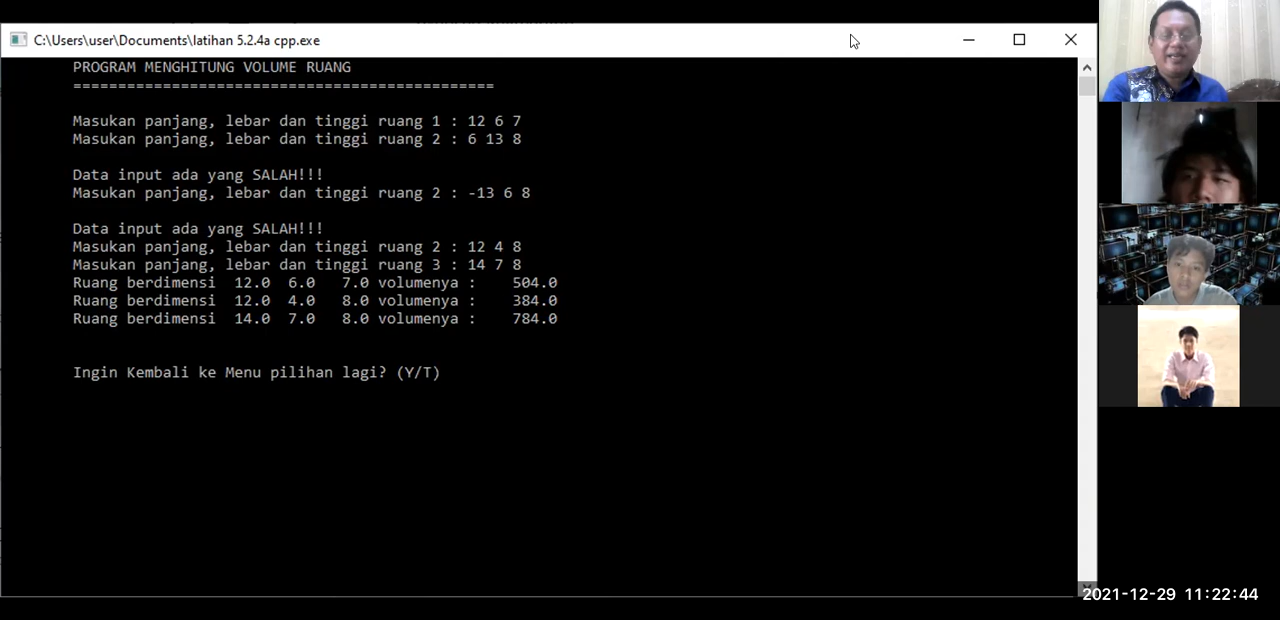 C:\Users\user\Documents\latihan 5.2.4a cpp.exe
PROGRAM MENGHITUNG VOLUME RUANG
===============================================
Masukan panjang, lebar dan tinggi ruang 1 : 12 6 7
Masukan panjang, lebar dan tinggi ruang 2 : 6 13 8
Data input ada yang SALAH!!!
Masukan panjang, lebar dan tinggi ruang 2 : -13 6 8
Data input ada yang SALAH!!!
Masukan panjang, lebar dan tinggi ruang 2 : 12 4 8
Masukan panjang, lebar dan tinggi ruang 3 : 14 7 8
Ruang berdimensi  12.0  6.0   7.0 volumenya :    504.0
Ruang berdimensi  12.0  4.0   8.0 volumenya :    384.0
Ruang berdimensi  14.0  7.0   8.0 volumenya :    784.0
Ingin Kembali ke Menu pilihan lagi? (Y/T)
2021-12-29 11:22:44